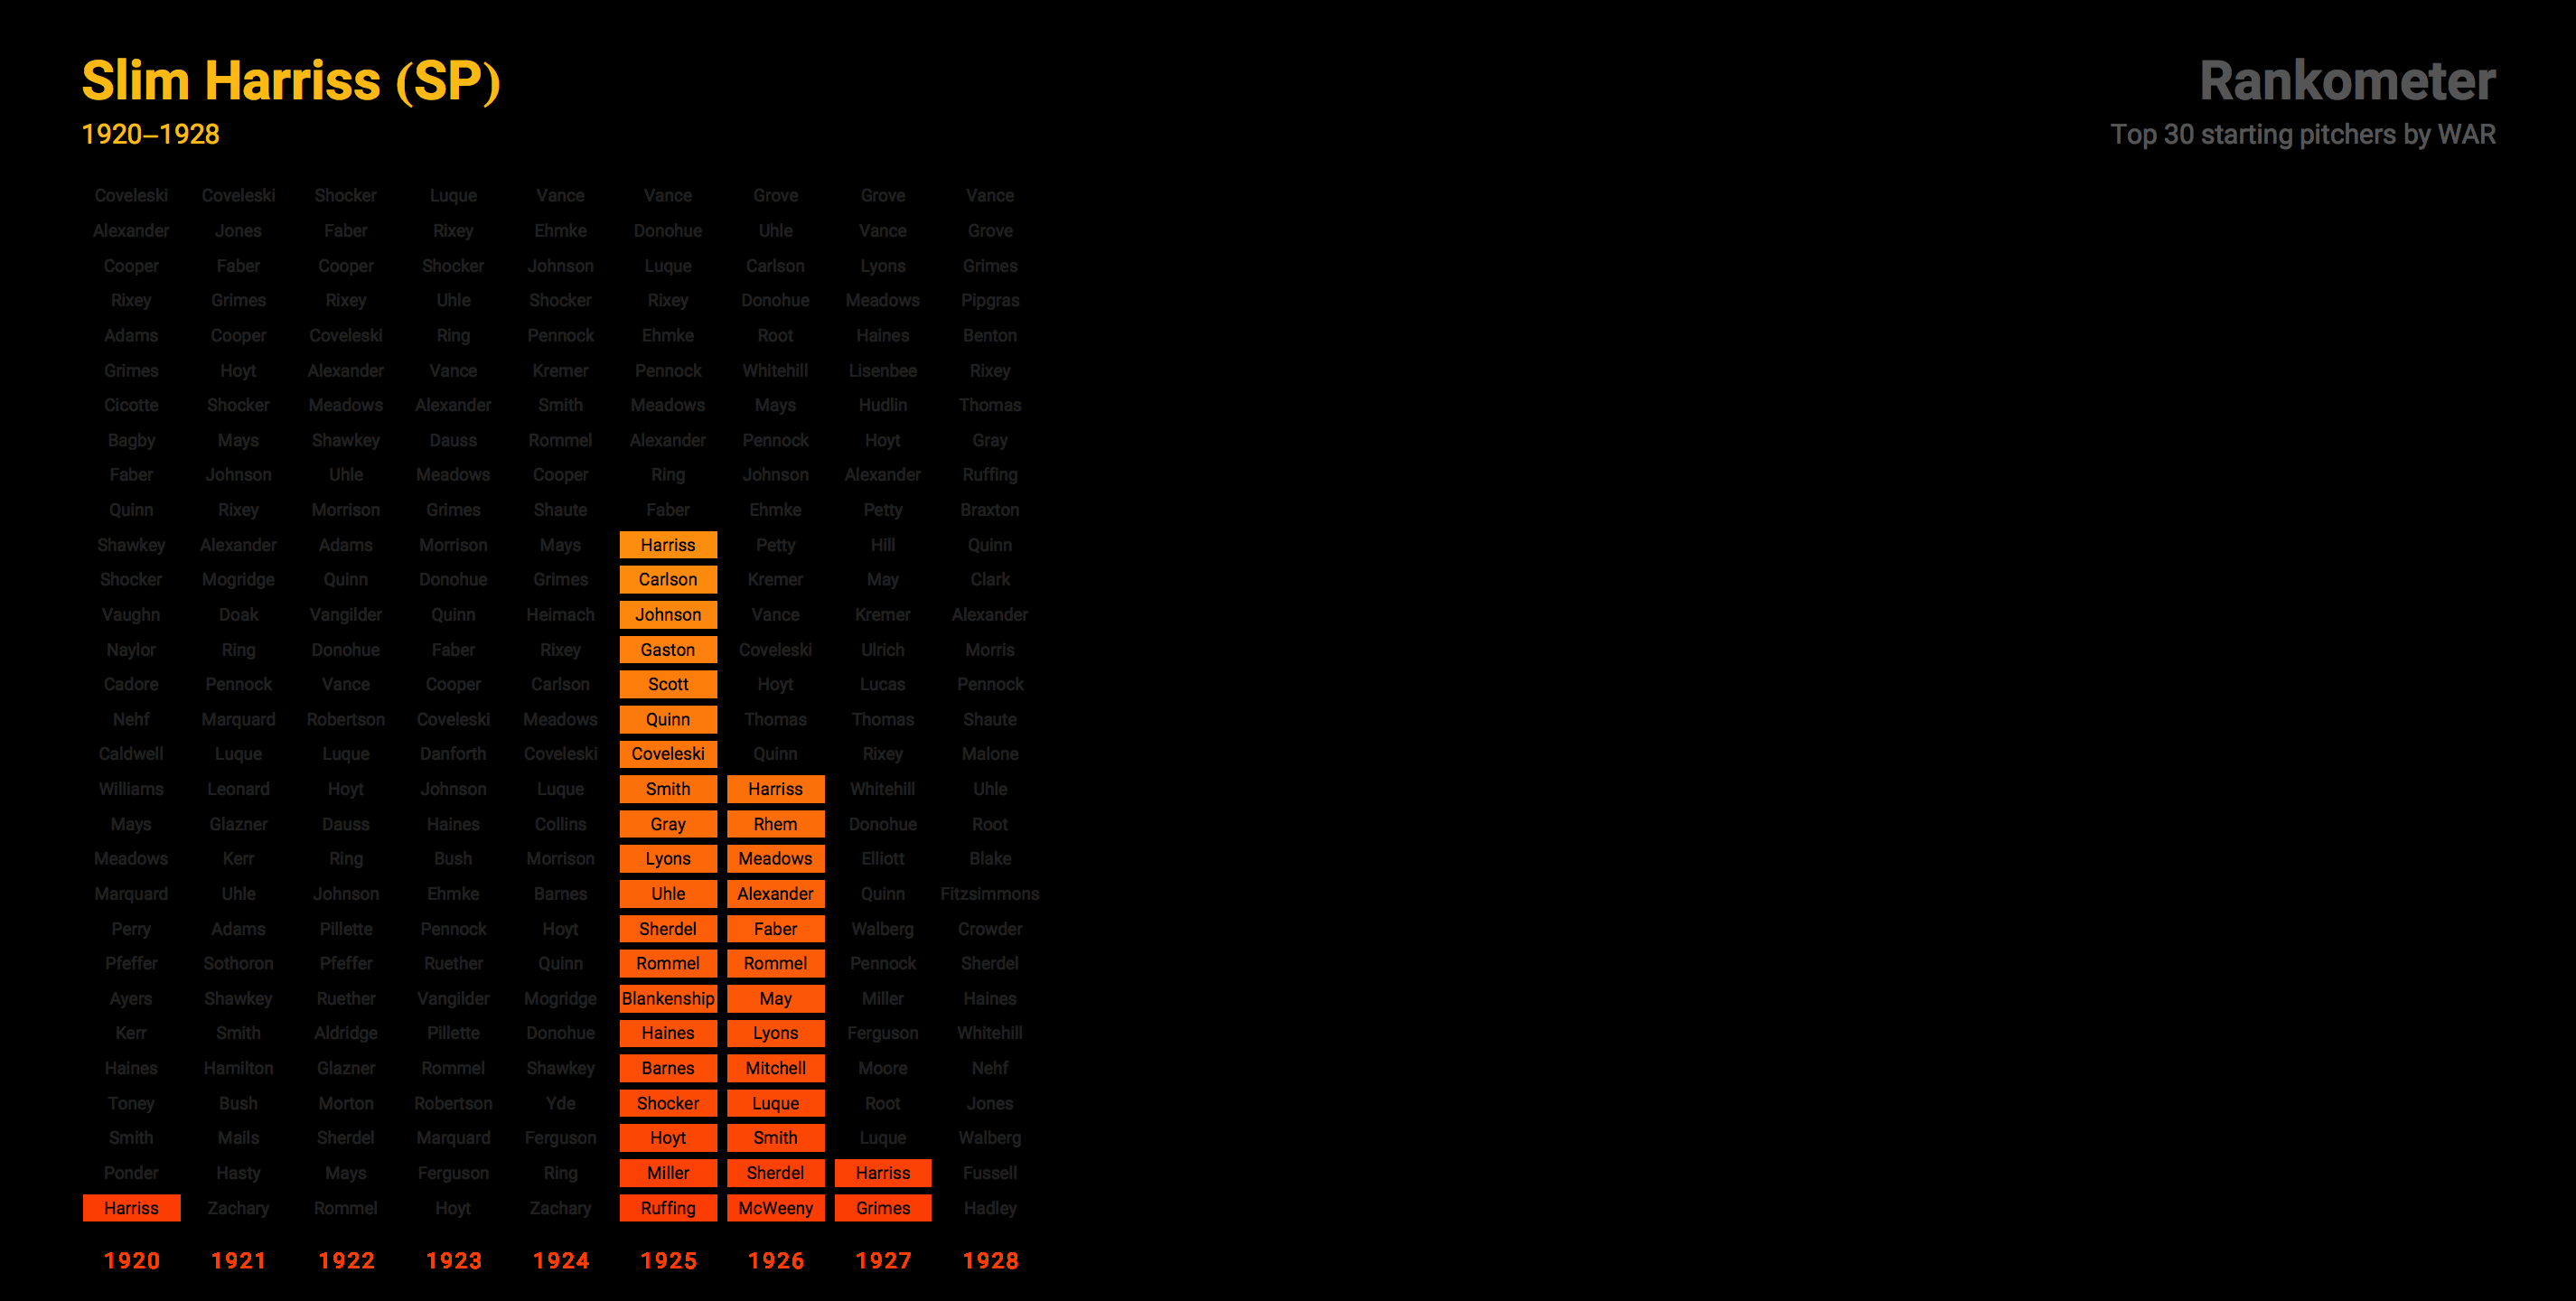 Slim Harriss (SP)
1920–1928
Rankometer
Top 30 starting pitchers by WAR
Coveleski Coveleski Shocker Luque Vance Vance Grove Grove Vance
Alexander Jones Faber Rixey Ehmke Donohue Uhle Vance Grove
Cooper Faber Cooper Shocker Johnson Luque Carlson Lyons Grimes
Rixey Grimes Rixey Uhle Shocker Rixey Donohue Meadows Pipgras
Adams Cooper Coveleski Ring Pennock Ehmke Root Haines Benton
Grimes Hoyt Alexander Vance Kremer Pennock Whitehill Lisenbee Rixey
Cicotte Shocker Meadows Alexander Smith Meadows Mays Hudlin Thomas
Bagby Mays Shawkey Dauss Rommel Alexander Pennock Hoyt Gray
Faber Johnson Uhle Meadows Cooper Ring Johnson Alexander Ruffing
Quinn Rixey Morrison Grimes Shaute Faber Ehmke Petty Braxton
Shawkey Alexander Adams Morrison Mays Harriss Petty Hill Quinn
Shocker Mogridge Quinn Donohue Grimes Carlson Kremer May Clark
Vaughn Doak Vangilder Quinn Heimach Johnson Vance Kremer Alexander
Naylor Ring Donohue Faber Rixey Gaston Coveleski Ulrich Morris
Cadore Pennock Vance Cooper Carlson Scott Hoyt Lucas Pennock
Nehf Marquard Robertson Coveleski Meadows Quinn Thomas Thomas Shaute
Caldwell Luque Luque Danforth Coveleski Coveleski Quinn Rixey Malone
Williams Leonard Hoyt Johnson Luque Smith Harriss Whitehill Uhle
Mays Glazner Dauss Haines Collins Gray Rhem Donohue Root
Meadows Kerr Ring Bush Morrison Lyons Meadows Elliott Blake
Marquard Uhle Johnson Ehmke Barnes Uhle Alexander Quinn Fitzsimmons
Perry Adams Pillette Pennock Hoyt Sherdel Faber Walberg Crowder
Pfeffer Sothoron Pfeffer Ruether Quinn Rommel Rommel Pennock Sherdel
Ayers Shawkey Ruether Vangilder Mogridge Blankenship May Miller Haines
Kerr Smith Aldridge Pillette Donohue Haines Lyons Ferguson Whitehill
Haines Hamilton Glazner Rommel Shawkey Barnes Mitchell Moore Nehf
Toney Bush Morton Robertson Yde Shocker Luque Root Jones
Smith Mails Sherdel Marquard Ferguson Hoyt Smith Luque Walberg
Ponder Hasty Mays Ferguson Ring Miller Sherdel Harriss Fussell
Harriss Zachary Rommel Hoyt Zachary Ruffing McWeeny Grimes Hadley
1920 1921 1922 1923 1924 1925 1926 1927 1928